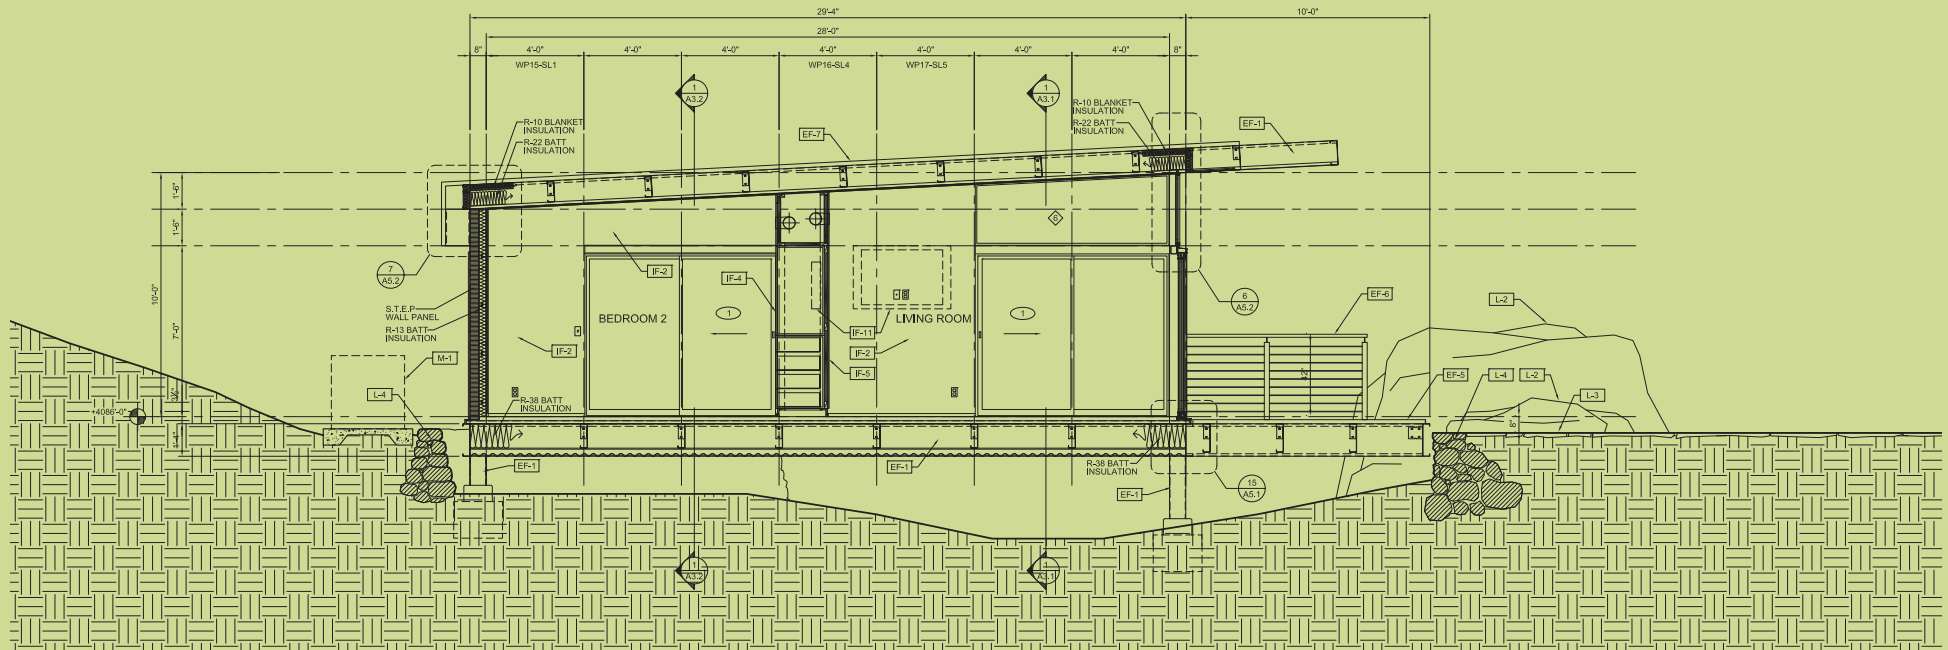 29'-4"
10'-0"
28'-0"
8" 4'-0" 4'-0" 4'-0" 4'-0" 4'-0" 4'-0" 4'-0" 8"
WP15-SL1 WP16-SL4 WP17-SL5
1
A3.2
1
A3.1
R-10 BLANKET
INSULATION
R-22 BATT
INSULATION
EF-7
R-10 BLANKET
INSULATION
R-22 BATT
INSULATION
EF-1
1'-6"
1'-6"
10'-0"
7'-0"
7
A5.2
IF-2
IF-4
6
6
A5.2
EF-6
L-2
S.T.E.P
WALL PANEL
R-13 BATT
INSULATION
BEDROOM 2
1
LIVING ROOM
1
IF-11
IF-2
IF-2
IF-5
M-1
L-4
42"
EF-5
L-4
L-2
L-3
8"
+4086'-0"
1'-4"
R-38 BATT
INSULATION
EF-1
EF-1
R-38 BATT
INSULATION
EF-1
15
A5.1
1
A3.2
1
A3.1